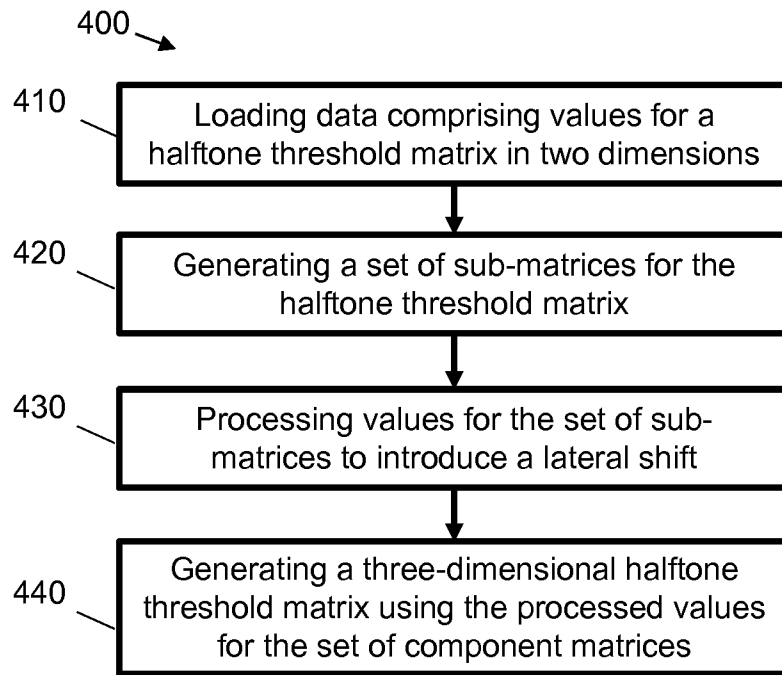 400
410
Loading data comprising values for a
halftone threshold matrix in two dimensions
420
Generating a set of sub-matrices for the
halftone threshold matrix
430
Processing values for the set of sub-
matrices to introduce a lateral shift
440
Generating a three-dimensional halftone
threshold matrix using the processed values
for the set of component matrices